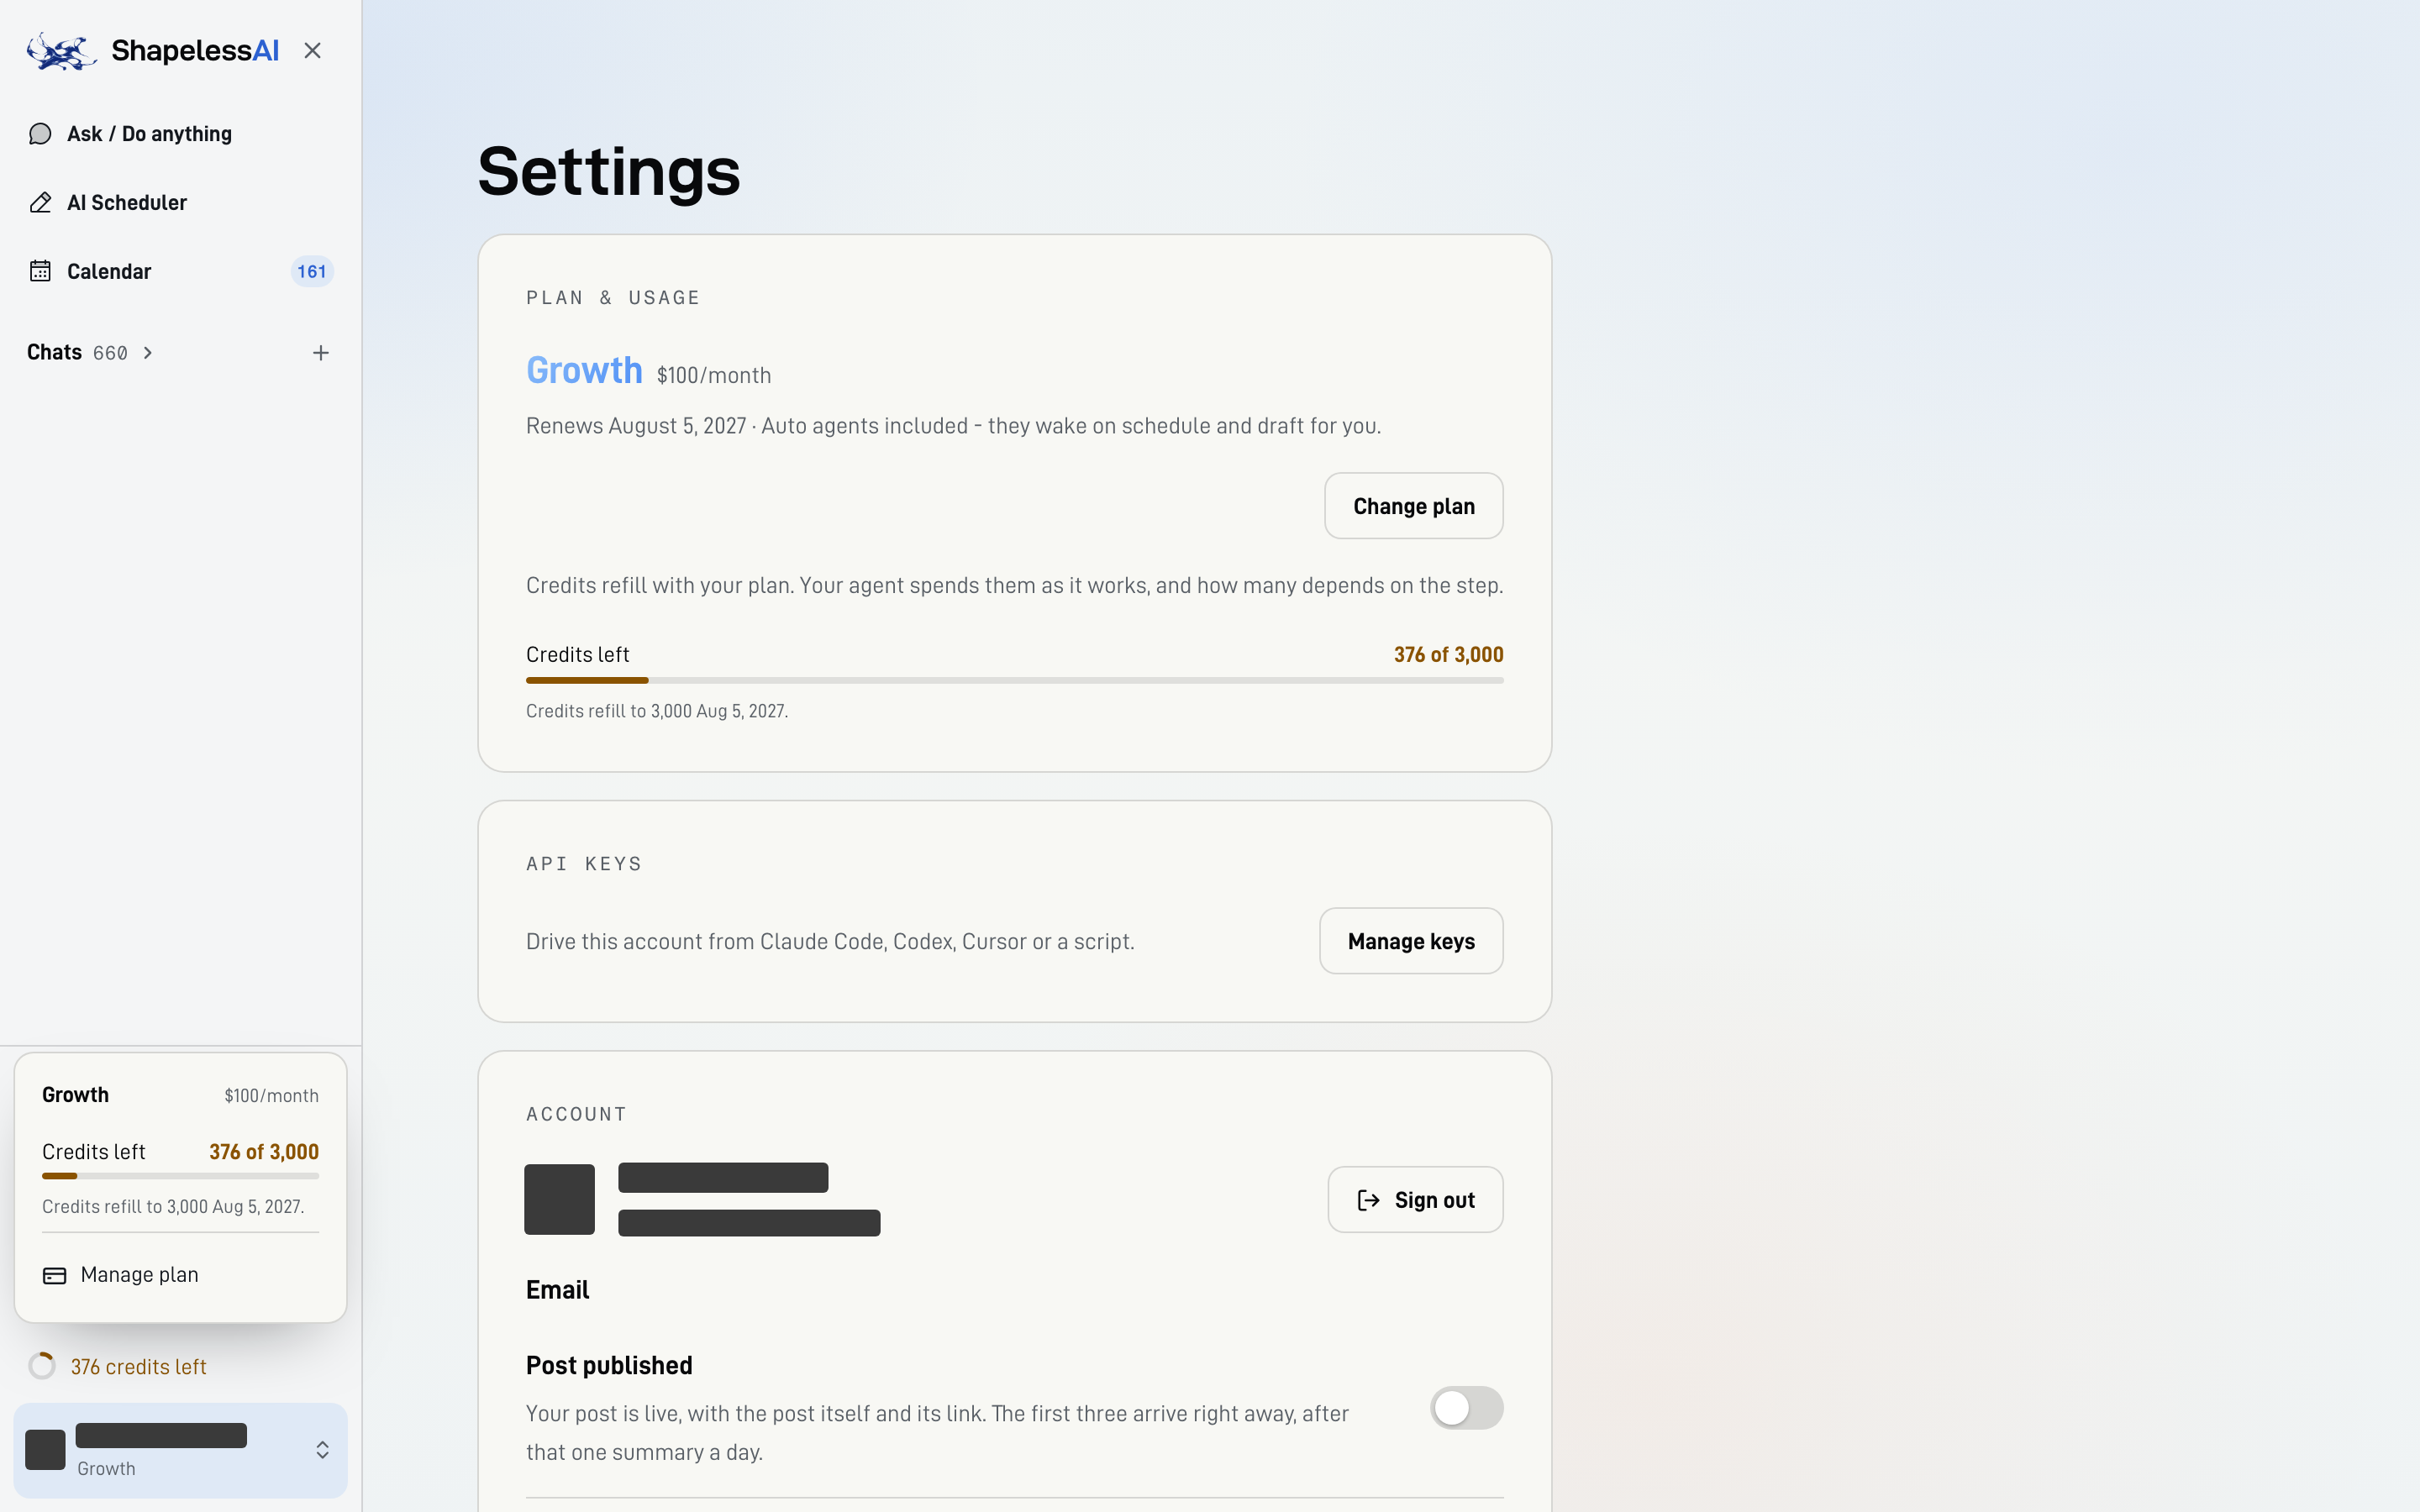 ShapelessAI
Ask / Do anything
AI Scheduler
Calendar 161
Chats 660
Growth $100/month
Credits left 376 of 3,000
Credits refill to 3,000 Aug 5, 2027.
Manage plan
376 credits left
Growth
Settings
PLAN & USAGE
Growth $100/month
Renews August 5, 2027 · Auto agents included - they wake on schedule and draft for you.
Change plan
Credits refill with your plan. Your agent spends them as it works, and how many depends on the step.
Credits left 376 of 3,000
Credits refill to 3,000 Aug 5, 2027.
API KEYS
Drive this account from Claude Code, Codex, Cursor or a script.
Manage keys
ACCOUNT
Sign out
Email
Post published
Your post is live, with the post itself and its link. The first three arrive right away, after
that one summary a day.